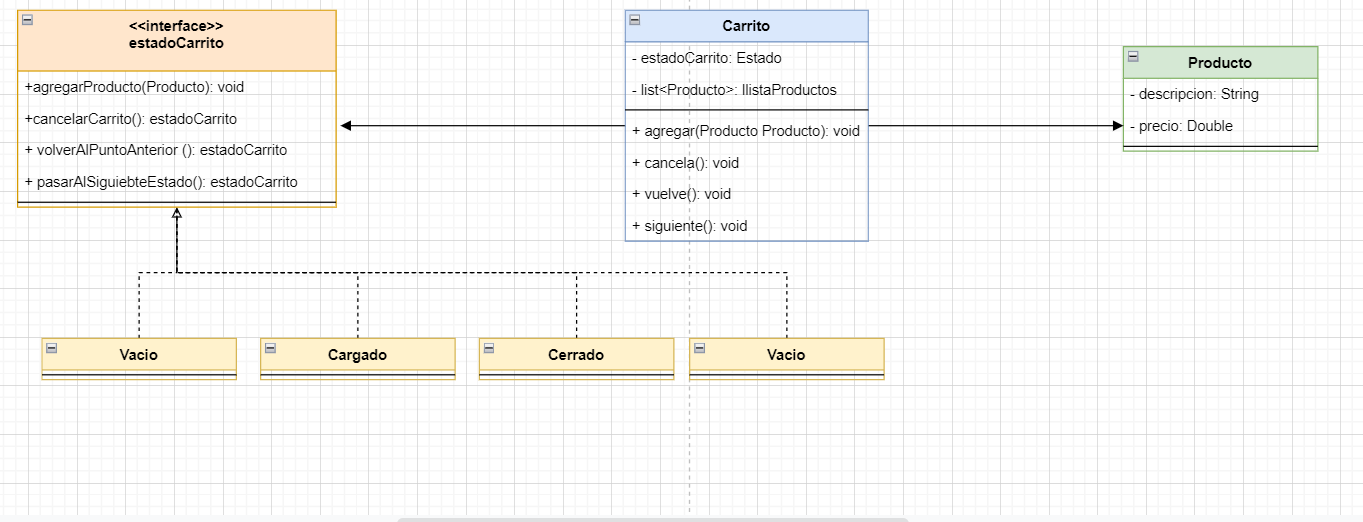 <<interface>>
estadoCarrito
+agregarProducto(Producto): void
+cancelarCarrito(): estadoCarrito
+ volverAlPuntoAnterior (): estadoCarrito
+ pasarAlSiguiebteEstado(): estadoCarrito
Carrito
- estadoCarrito: Estado
- list<Producto>: llistaProductos
+ agregar(Producto Producto): void
+ cancela(): void
+ vuelve(): void
+ siguiente(): void
Producto
- descripcion: String
- precio: Double
Vacio
Cargado
Cerrado
Vacio